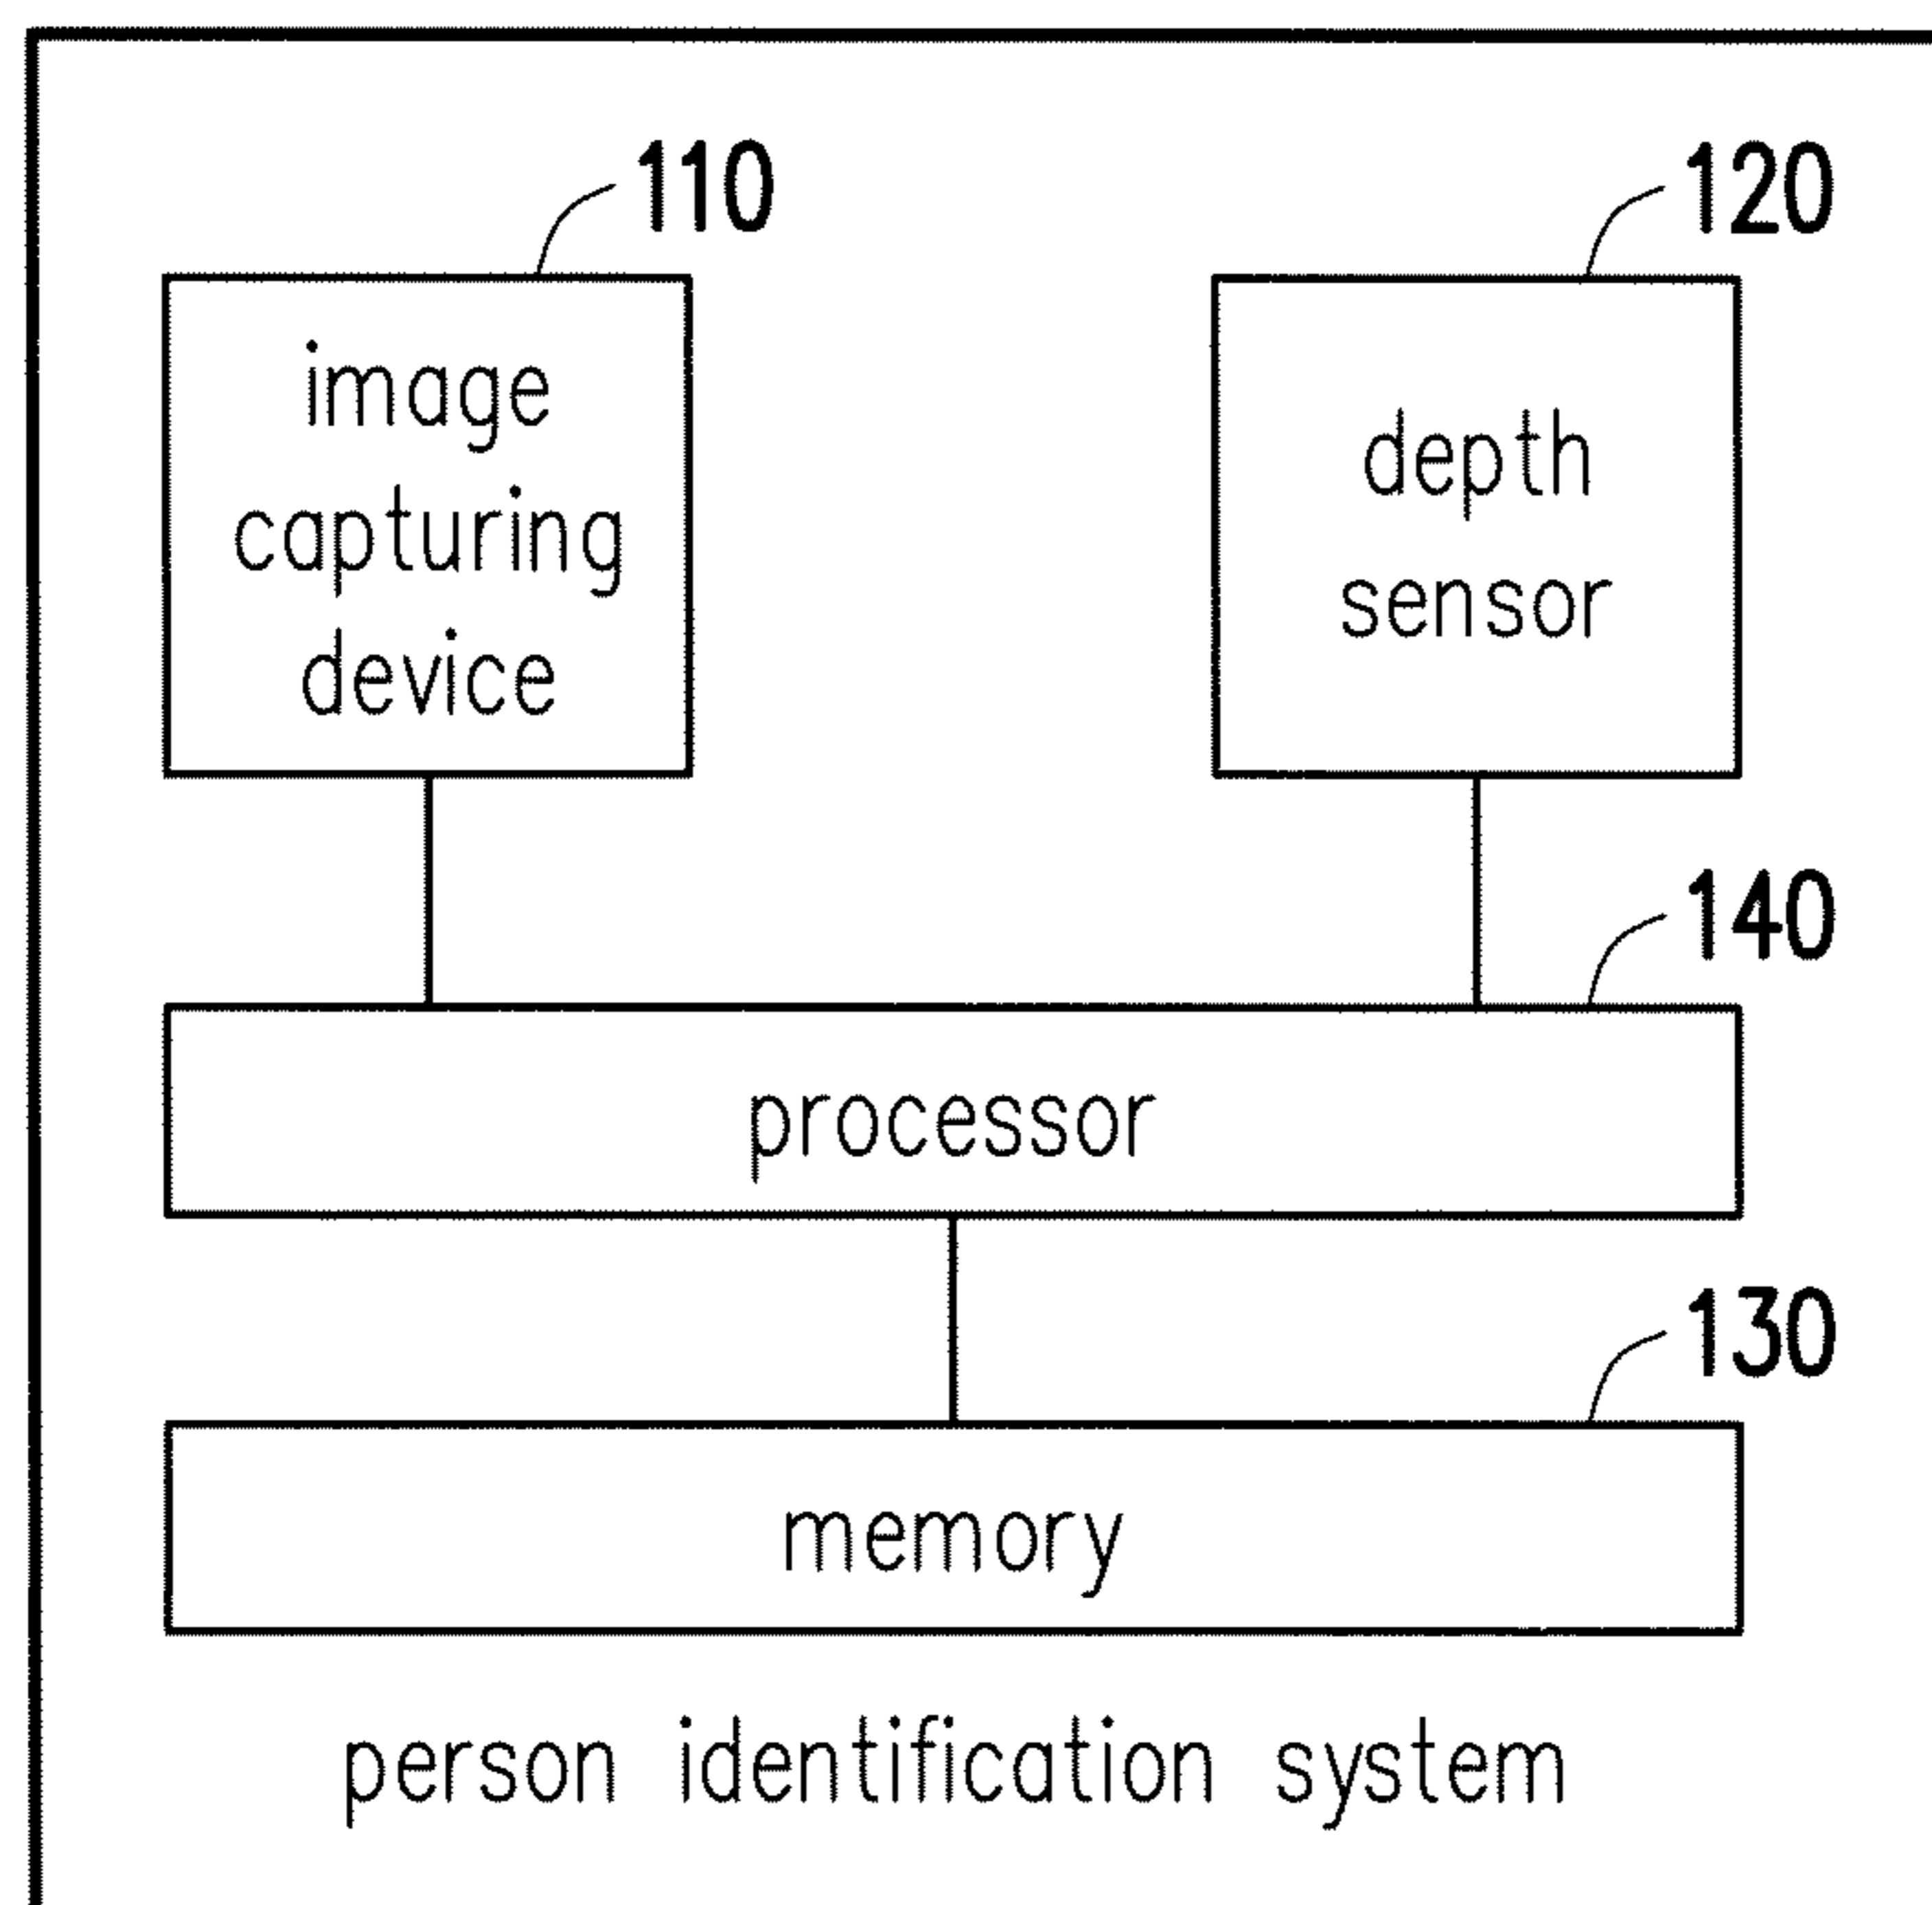 110
120
image
capturing
device
depth
sensor
140
processor
130
memory
person identification system